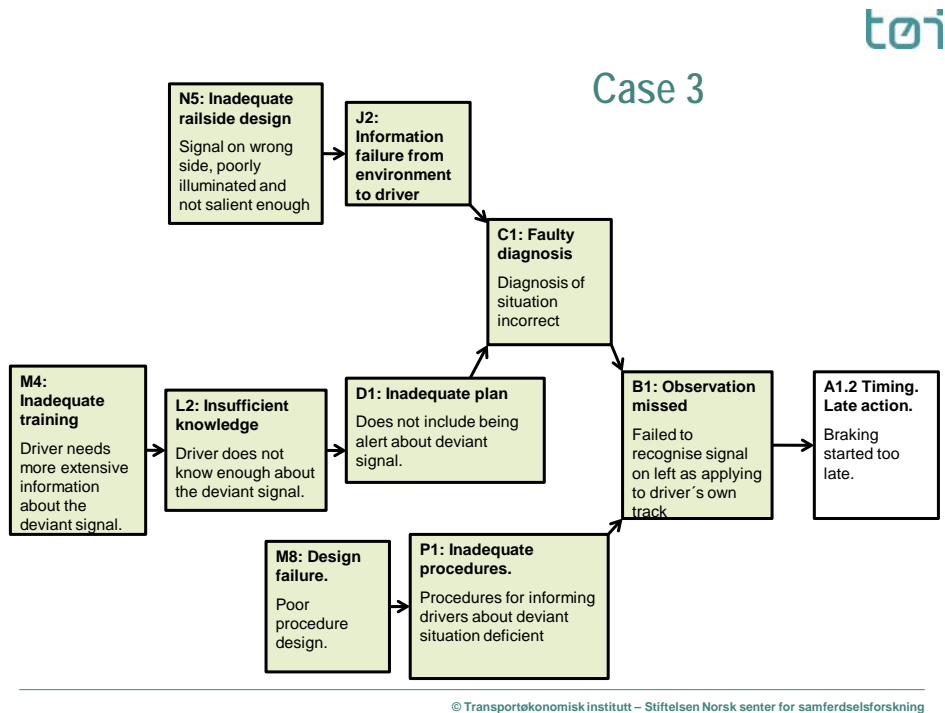 tøi
Case 3
N5: Inadequate
railside design
Signal on wrong
side, poorly
illuminated and
not salient enough
J2:
Information
failure from
environment
to driver
C1: Faulty
diagnosis
Diagnosis of
situation
incorrect
M4:
Inadequate
training
Driver needs
more extensive
information
about the
deviant signal.
L2: Insufficient
knowledge
Driver does not
know enough about
the deviant signal.
D1: Inadequate plan
Does not include being
alert about deviant
signal.
B1: Observation
missed
Failed to
recognise signal
on left as applying
to driver´s own
track
A1.2 Timing.
Late action.
Braking
started too
late.
M8: Design
failure.
Poor
procedure
design.
P1: Inadequate
procedures.
Procedures for informing
drivers about deviant
situation deficient
© Transportøkonomisk institutt – Stiftelsen Norsk senter for samferdselsforskning